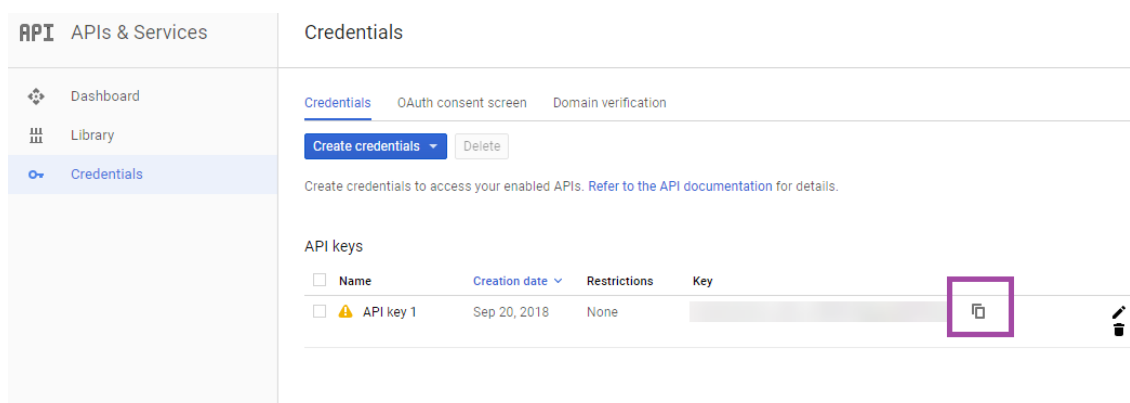 API APIs & Services
Credentials
Dashboard
Library
Credentials
Credentials OAuth consent screen Domain verification
Create credentials Delete
Create credentials to access your enabled APIs. Refer to the API documentation for details.
API keys
Name Creation date Restrictions Key
API key 1 Sep 20, 2018 None